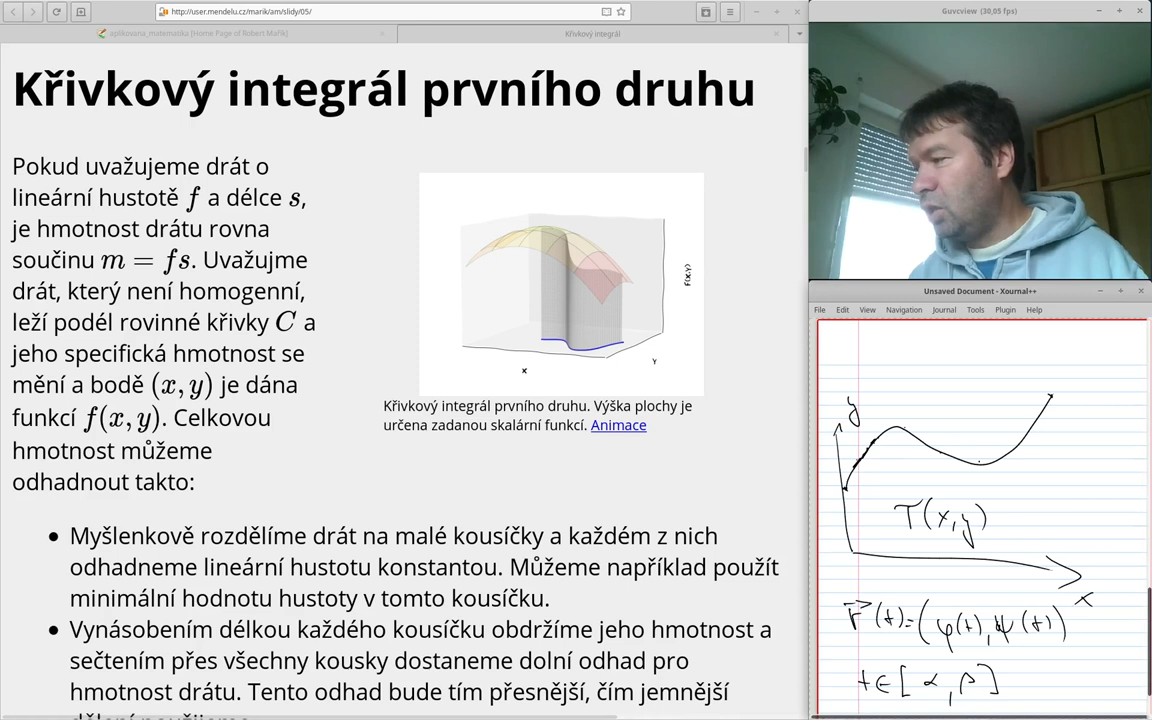 http://user.mendelu.cz/marik/am/slidy/05/
aplikovana_matematika [Home Page of Robert Mařík]
Křivkový integrál
Křivkový integrál prvního druhu
Pokud uvažujeme drát o
lineární hustotě f a délce s,
je hmotnost drátu rovna
součinu m = fs. Uvažujme
drát, který není homogenní,
leží podél rovinné křivky C a
jeho specifická hmotnost se
mění a bodě (x, y) je dána
funkcí f(x, y). Celkovou
hmotnost můžeme
odhadnout takto:
F(X,Y)
Y
X
Křivkový integrál prvního druhu. Výška plochy je
určena zadanou skalární funkcí. Animace
• Myšlenkově rozdělíme drát na malé kousíčky a každém z nich
odhadneme lineární hustotu konstantou. Můžeme například použít
minimální hodnotu hustoty v tomto kousíčku.
• Vynásobením délkou každého kousíčku obdržíme jeho hmotnost a
sečtením přes všechny kousky dostaneme dolní odhad pro
hmotnost drátu. Tento odhad bude tím přesnější, čím jemnější
dělení použijeme
Guvcview (30,05 fps)
Unsaved Document - Xournal++
File Edit View Navigation Journal Tools Plugin Help
y
T(x,y)
x
r⃗(t)=(φ(t),ψ(t))
t∈[α,β]